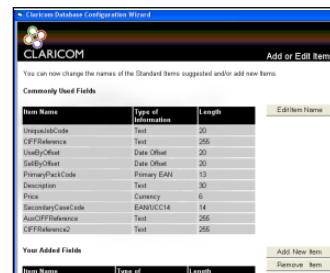 Claricom Database Configuration Wizard
CLARICOM
Add or Edit Item
You can now change the names of the Standard Items suggested and/or add new Items.
Commonly Used Fields
Item Name Type of Information Length
Edit Item Name
UniqueJobCode Text 20
CIFFReference Text 255
UseByOffset Date Offset 20
SellByOffset Date Offset 20
PrimaryPackCode Primary EAN 13
Description Text 30
Price Currency 6
SecondaryCaseCode EAN/UCC14 14
AuxCIFFReference Text 255
CIFFReference2 Text 255
Your Added Fields
Add New Item
Remove Item
Item Name Type of Length